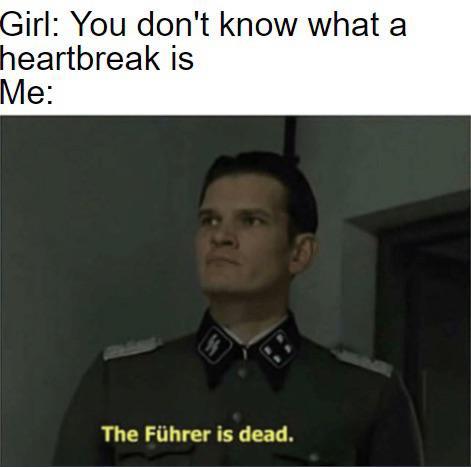 Girl: You don't know what a
heartbreak is
Me:
The Führer is dead.